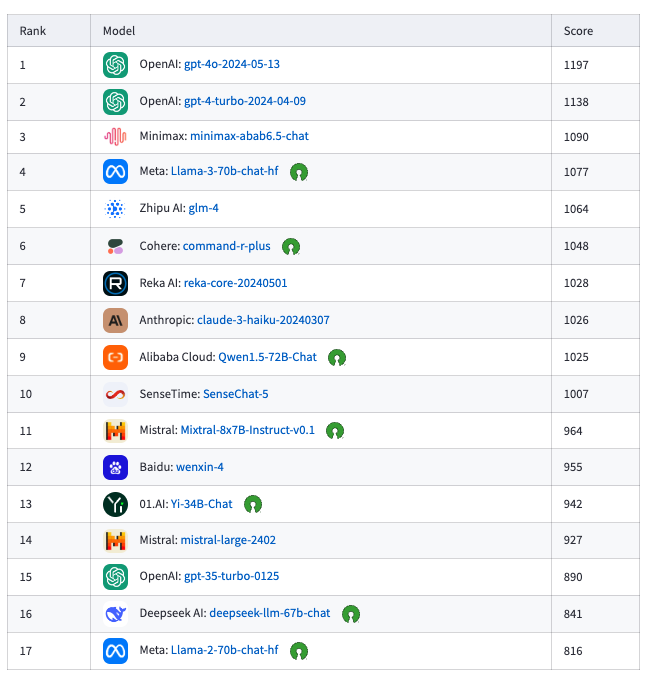 Rank Model Score
1 OpenAI: gpt-4o-2024-05-13 1197
2 OpenAI: gpt-4-turbo-2024-04-09 1138
3 Minimax: minimax-abab6.5-chat 1090
4 Meta: Llama-3-70b-chat-hf 1077
5 Zhipu AI: glm-4 1064
6 Cohere: command-r-plus 1048
7 Reka AI: reka-core-20240501 1028
8 Anthropic: claude-3-haiku-20240307 1026
9 Alibaba Cloud: Qwen1.5-72B-Chat 1025
10 SenseTime: SenseChat-5 1007
11 Mistral: Mixtral-8x7B-Instruct-v0.1 964
12 Baidu: wenxin-4 955
13 01.AI: Yi-34B-Chat 942
14 Mistral: mistral-large-2402 927
15 OpenAI: gpt-35-turbo-0125 890
16 Deepseek AI: deepseek-llm-67b-chat 841
17 Meta: Llama-2-70b-chat-hf 816